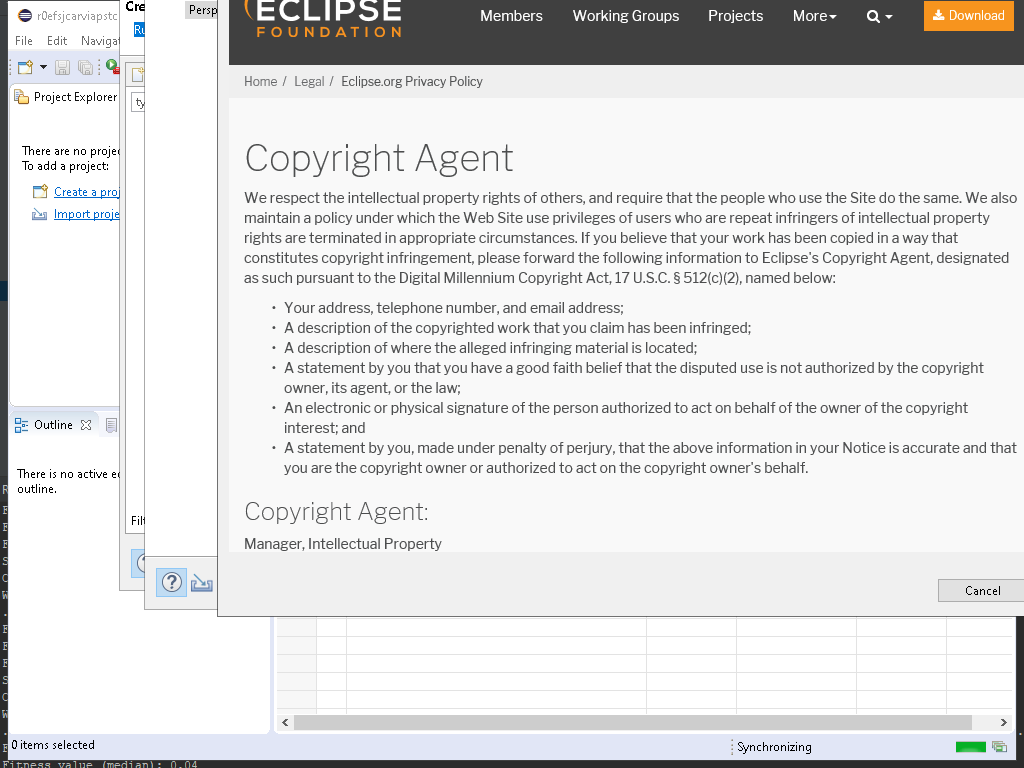 r0efsjcarviapstc
File Edit Navigat
Project Explorer
There are no proje
To add a project:
Create a proj
Import proje
Outline
There is no active e
outline.
0 items selected
Cre
Ru
ty
Filt
Persp
ECLIPSE
FOUNDATION
Members Working Groups Projects More Download
Home / Legal / Eclipse.org Privacy Policy
Copyright Agent
We respect the intellectual property rights of others, and require that the people who use the Site do the same. We also
maintain a policy under which the Web Site use privileges of users who are repeat infringers of intellectual property
rights are terminated in appropriate circumstances. If you believe that your work has been copied in a way that
constitutes copyright infringement, please forward the following information to Eclipse's Copyright Agent, designated
as such pursuant to the Digital Millennium Copyright Act, 17 U.S.C. § 512(c)(2), named below:
• Your address, telephone number, and email address;
• A description of the copyrighted work that you claim has been infringed;
• A description of where the alleged infringing material is located;
• A statement by you that you have a good faith belief that the disputed use is not authorized by the copyright
owner, its agent, or the law;
• An electronic or physical signature of the person authorized to act on behalf of the owner of the copyright
interest; and
• A statement by you, made under penalty of perjury, that the above information in your Notice is accurate and that
you are the copyright owner or authorized to act on the copyright owner's behalf.
Copyright Agent:
Manager, Intellectual Property
Cancel
Synchronizing
Fitness value (median): 0.04